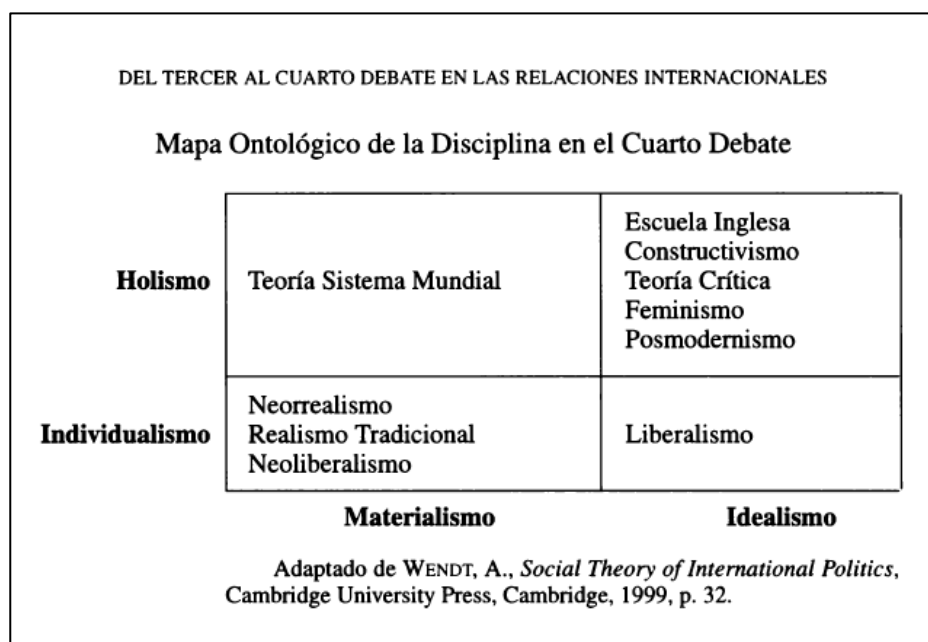 DEL TERCER AL CUARTO DEBATE EN LAS RELACIONES INTERNACIONALES
Mapa Ontológico de la Disciplina en el Cuarto Debate
Holismo
Teoría Sistema Mundial
Escuela Inglesa
Constructivismo
Teoría Crítica
Feminismo
Posmodernismo
Individualismo
Neorrealismo
Realismo Tradicional
Neoliberalismo
Liberalismo
Materialismo
Idealismo
Adaptado de WENDT, A., Social Theory of International Politics,
Cambridge University Press, Cambridge, 1999, p. 32.